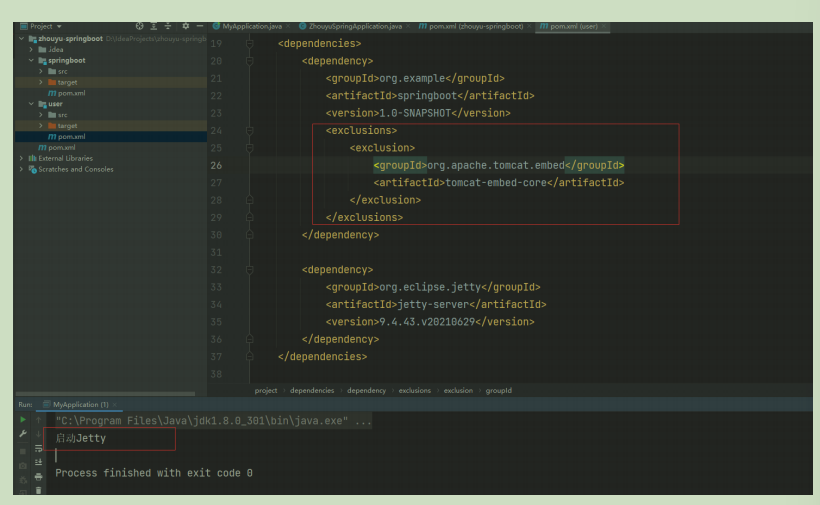 Project
MyApplication.java
ZhouyuSpringApplication.java
pom.xml (zhouyu-springboot)
pom.xml (user)
zhouyu-springboot D:\IdeaProjects\zhouyu-springb
.idea
springboot
src
target
pom.xml
user
src
target
pom.xml
pom.xml
External Libraries
Scratches and Consoles
19 <dependencies>
20 <dependency>
21 <groupId>org.example</groupId>
22 <artifactId>springboot</artifactId>
23 <version>1.0-SNAPSHOT</version>
24 <exclusions>
25 <exclusion>
26 <groupId>org.apache.tomcat.embed</groupId>
27 <artifactId>tomcat-embed-core</artifactId>
28 </exclusion>
29 </exclusions>
30 </dependency>
31
32 <dependency>
33 <groupId>org.eclipse.jetty</groupId>
34 <artifactId>jetty-server</artifactId>
35 <version>9.4.43.v20210629</version>
36 </dependency>
37 </dependencies>
38
project › dependencies › dependency › exclusions › exclusion › groupId
Run: MyApplication (1)
"C:\Program Files\Java\jdk1.8.0_301\bin\java.exe" ...
启动Jetty
Process finished with exit code 0